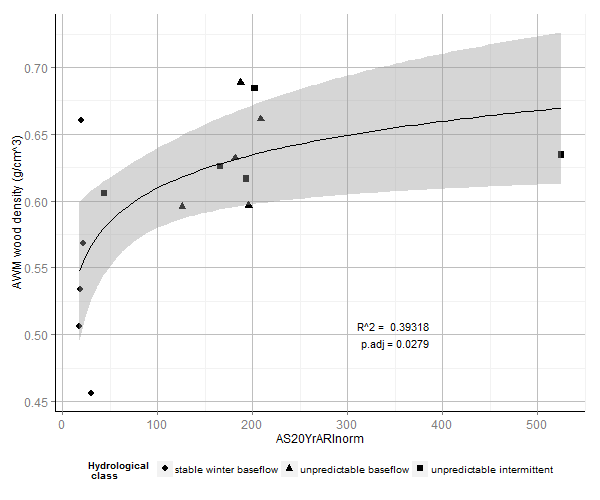 0.70
0.65
0.60
0.55
0.50
0.45
AWM wood density (g/cm^3)
R^2 = 0.39318
p.adj = 0.0279
0 100 200 300 400 500
AS20YrARInorm
Hydrological
class
stable winter baseflow unpredictable baseflow unpredictable intermittent